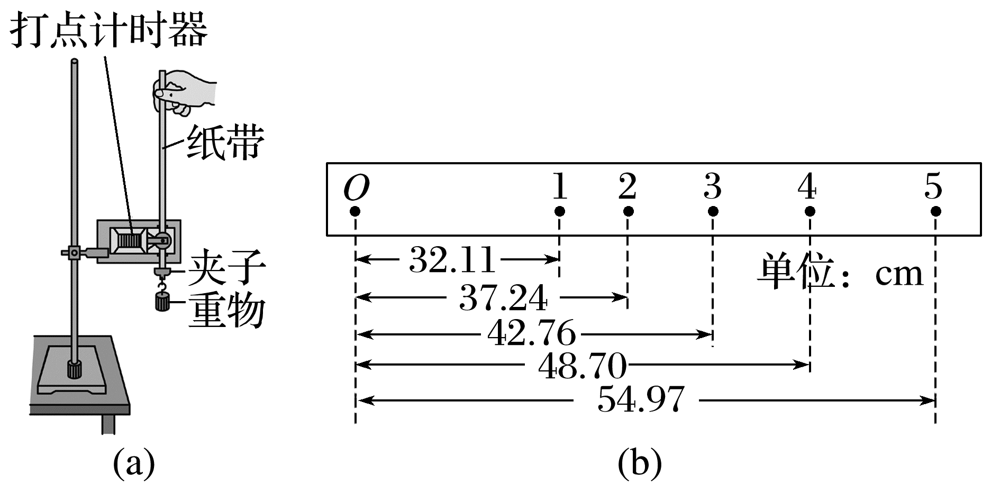 打点计时器
纸带
夹子
重物
(a)
O 1 2 3 4 5
32.11
单位：cm
37.24
42.76
48.70
54.97
(b)